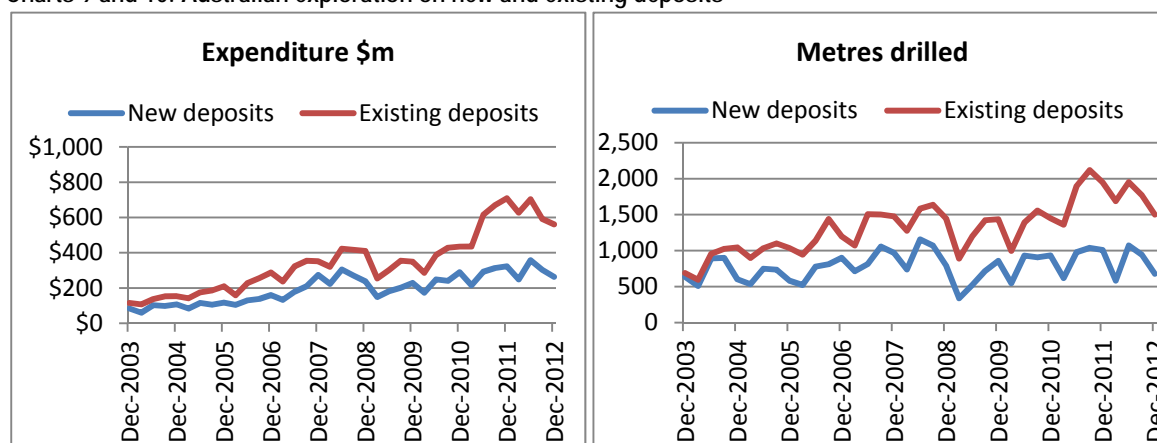 Charts 9 and 10: Australian exploration on new and existing deposits
Expenditure $m
New deposits
Existing deposits
$1,000
$800
$600
$400
$200
$0
Dec-2003
Dec-2004
Dec-2005
Dec-2006
Dec-2007
Dec-2008
Dec-2009
Dec-2010
Dec-2011
Dec-2012
Metres drilled
New deposits
Existing deposits
2,500
2,000
1,500
1,000
500
0
Dec-2003
Dec-2004
Dec-2005
Dec-2006
Dec-2007
Dec-2008
Dec-2009
Dec-2010
Dec-2011
Dec-2012